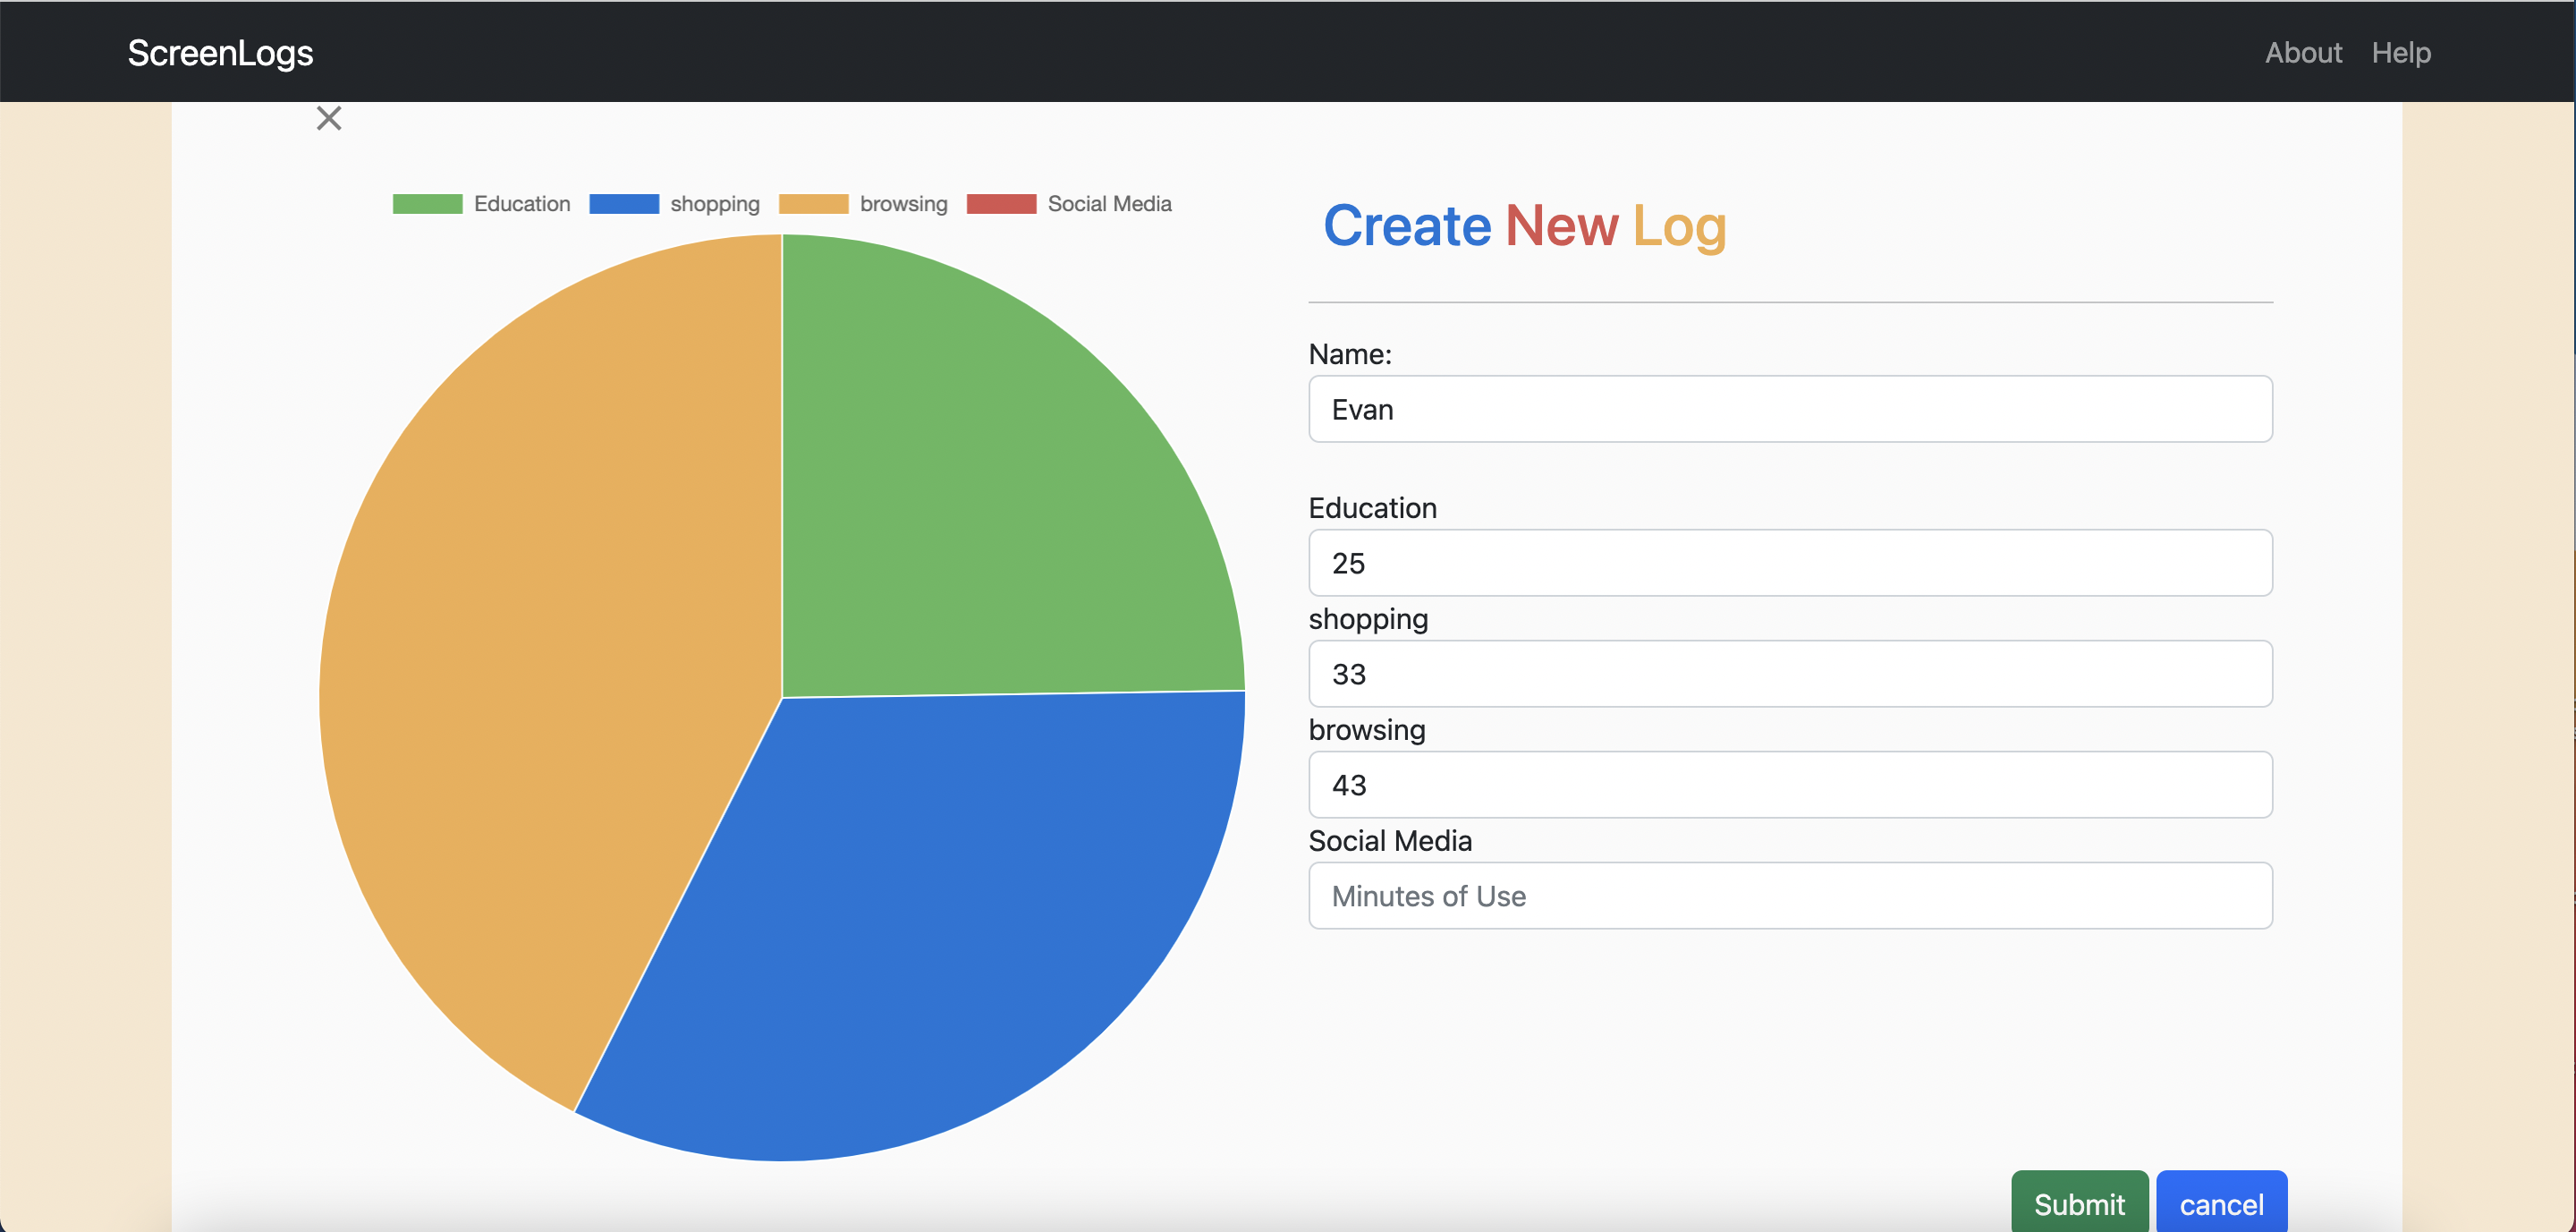 ScreenLogs About Help
Education shopping browsing Social Media
Create New Log
Name:
Evan
Education
25
shopping
33
browsing
43
Social Media
Minutes of Use
Submit cancel